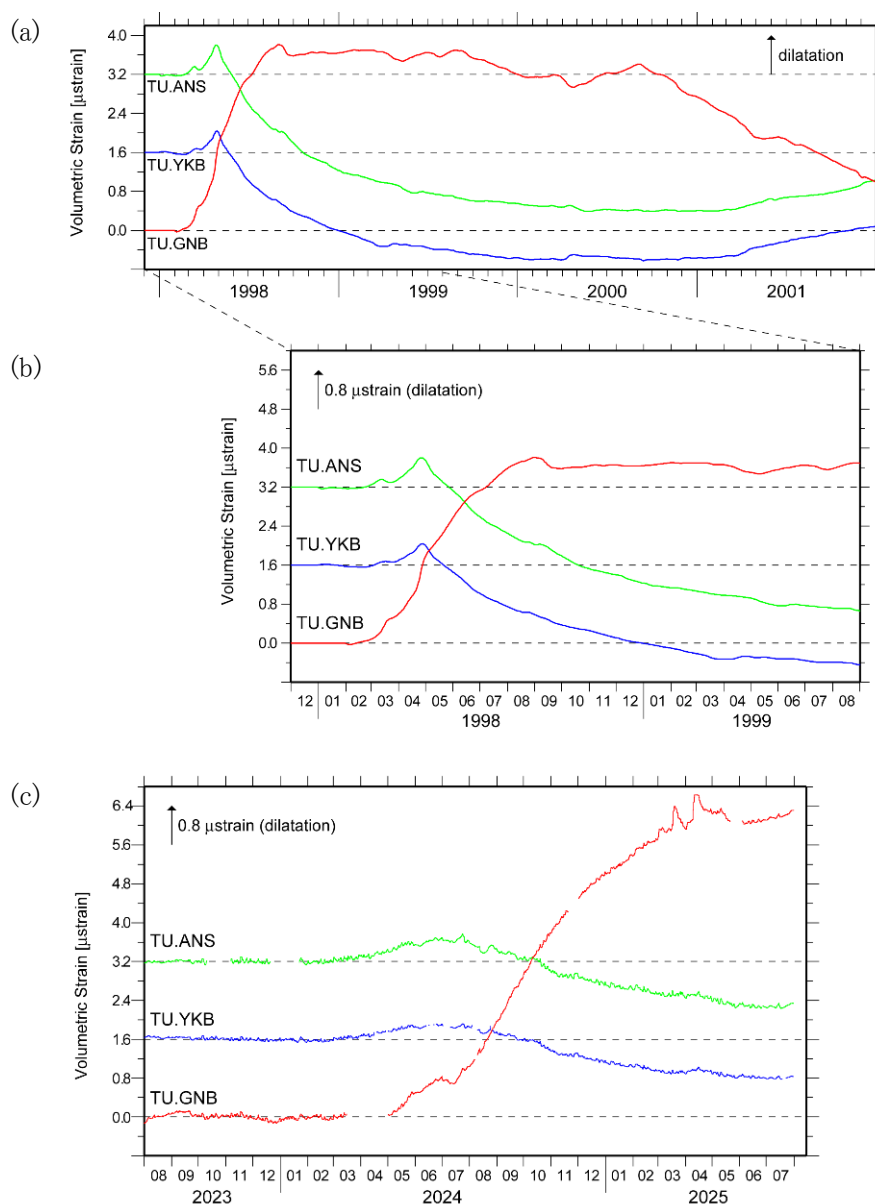 (a)
Volumetric Strain [µstrain]
4.0
3.2
2.4
1.6
0.8
0.0
dilatation
TU.ANS
TU.YKB
TU.GNB
1998
1999
2000
2001
(b)
Volumetric Strain [µstrain]
5.6
4.8
4.0
3.2
2.4
1.6
0.8
0.0
0.8 µstrain (dilatation)
TU.ANS
TU.YKB
TU.GNB
12 01 02 03 04 05 06 07 08 09 10 11 12 01 02 03 04 05 06 07 08
1998 1999
(c)
Volumetric Strain [µstrain]
6.4
5.6
4.8
4.0
3.2
2.4
1.6
0.8
0.0
0.8 µstrain (dilatation)
TU.ANS
TU.YKB
TU.GNB
08 09 10 11 12 01 02 03 04 05 06 07 08 09 10 11 12 01 02 03 04 05 06 07
2023 2024 2025